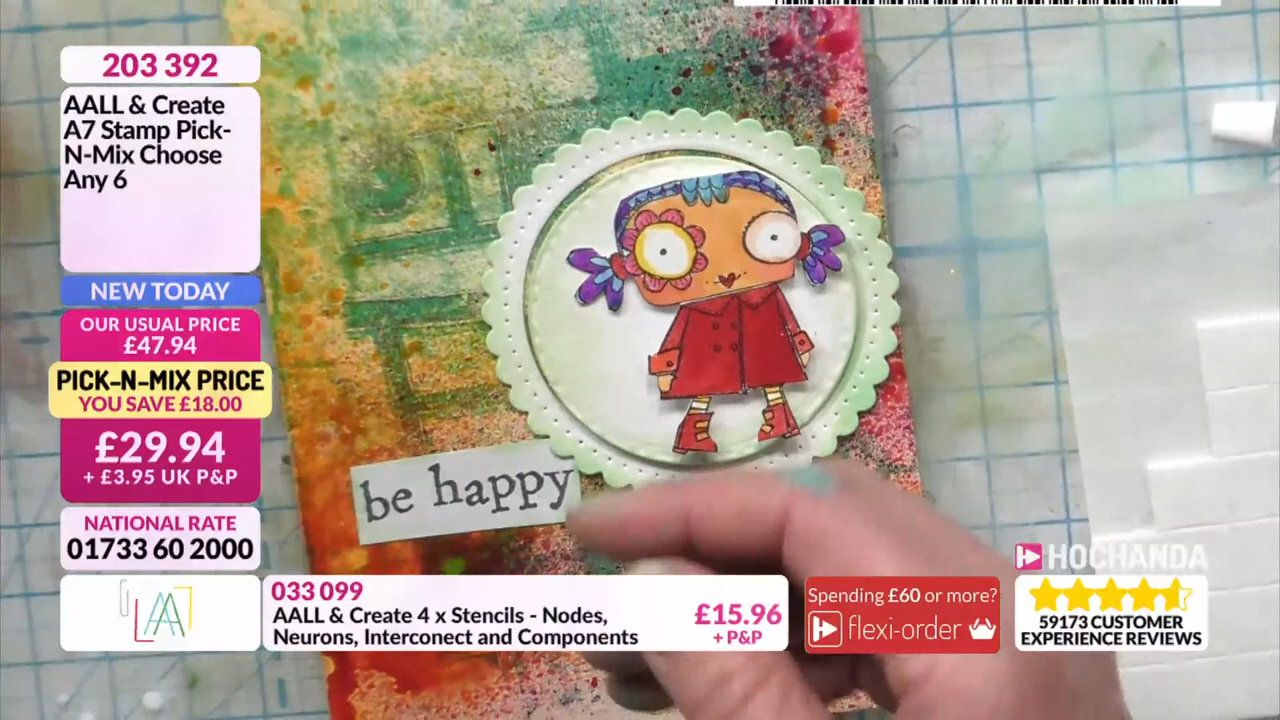 203 392
AALL & Create
A7 Stamp Pick-
N-Mix Choose
Any 6
NEW TODAY
OUR USUAL PRICE
£47.94
PICK-N-MIX PRICE
YOU SAVE £18.00
£29.94
+ £3.95 UK P&P
NATIONAL RATE
01733 60 2000
be happy
LAA
033 099
AALL & Create 4 x Stencils - Nodes,
Neurons, Interconect and Components
£15.96
+ P&P
Spending £60 or more?
flexi-order
HOCHANDA
59173 CUSTOMER
EXPERIENCE REVIEWS